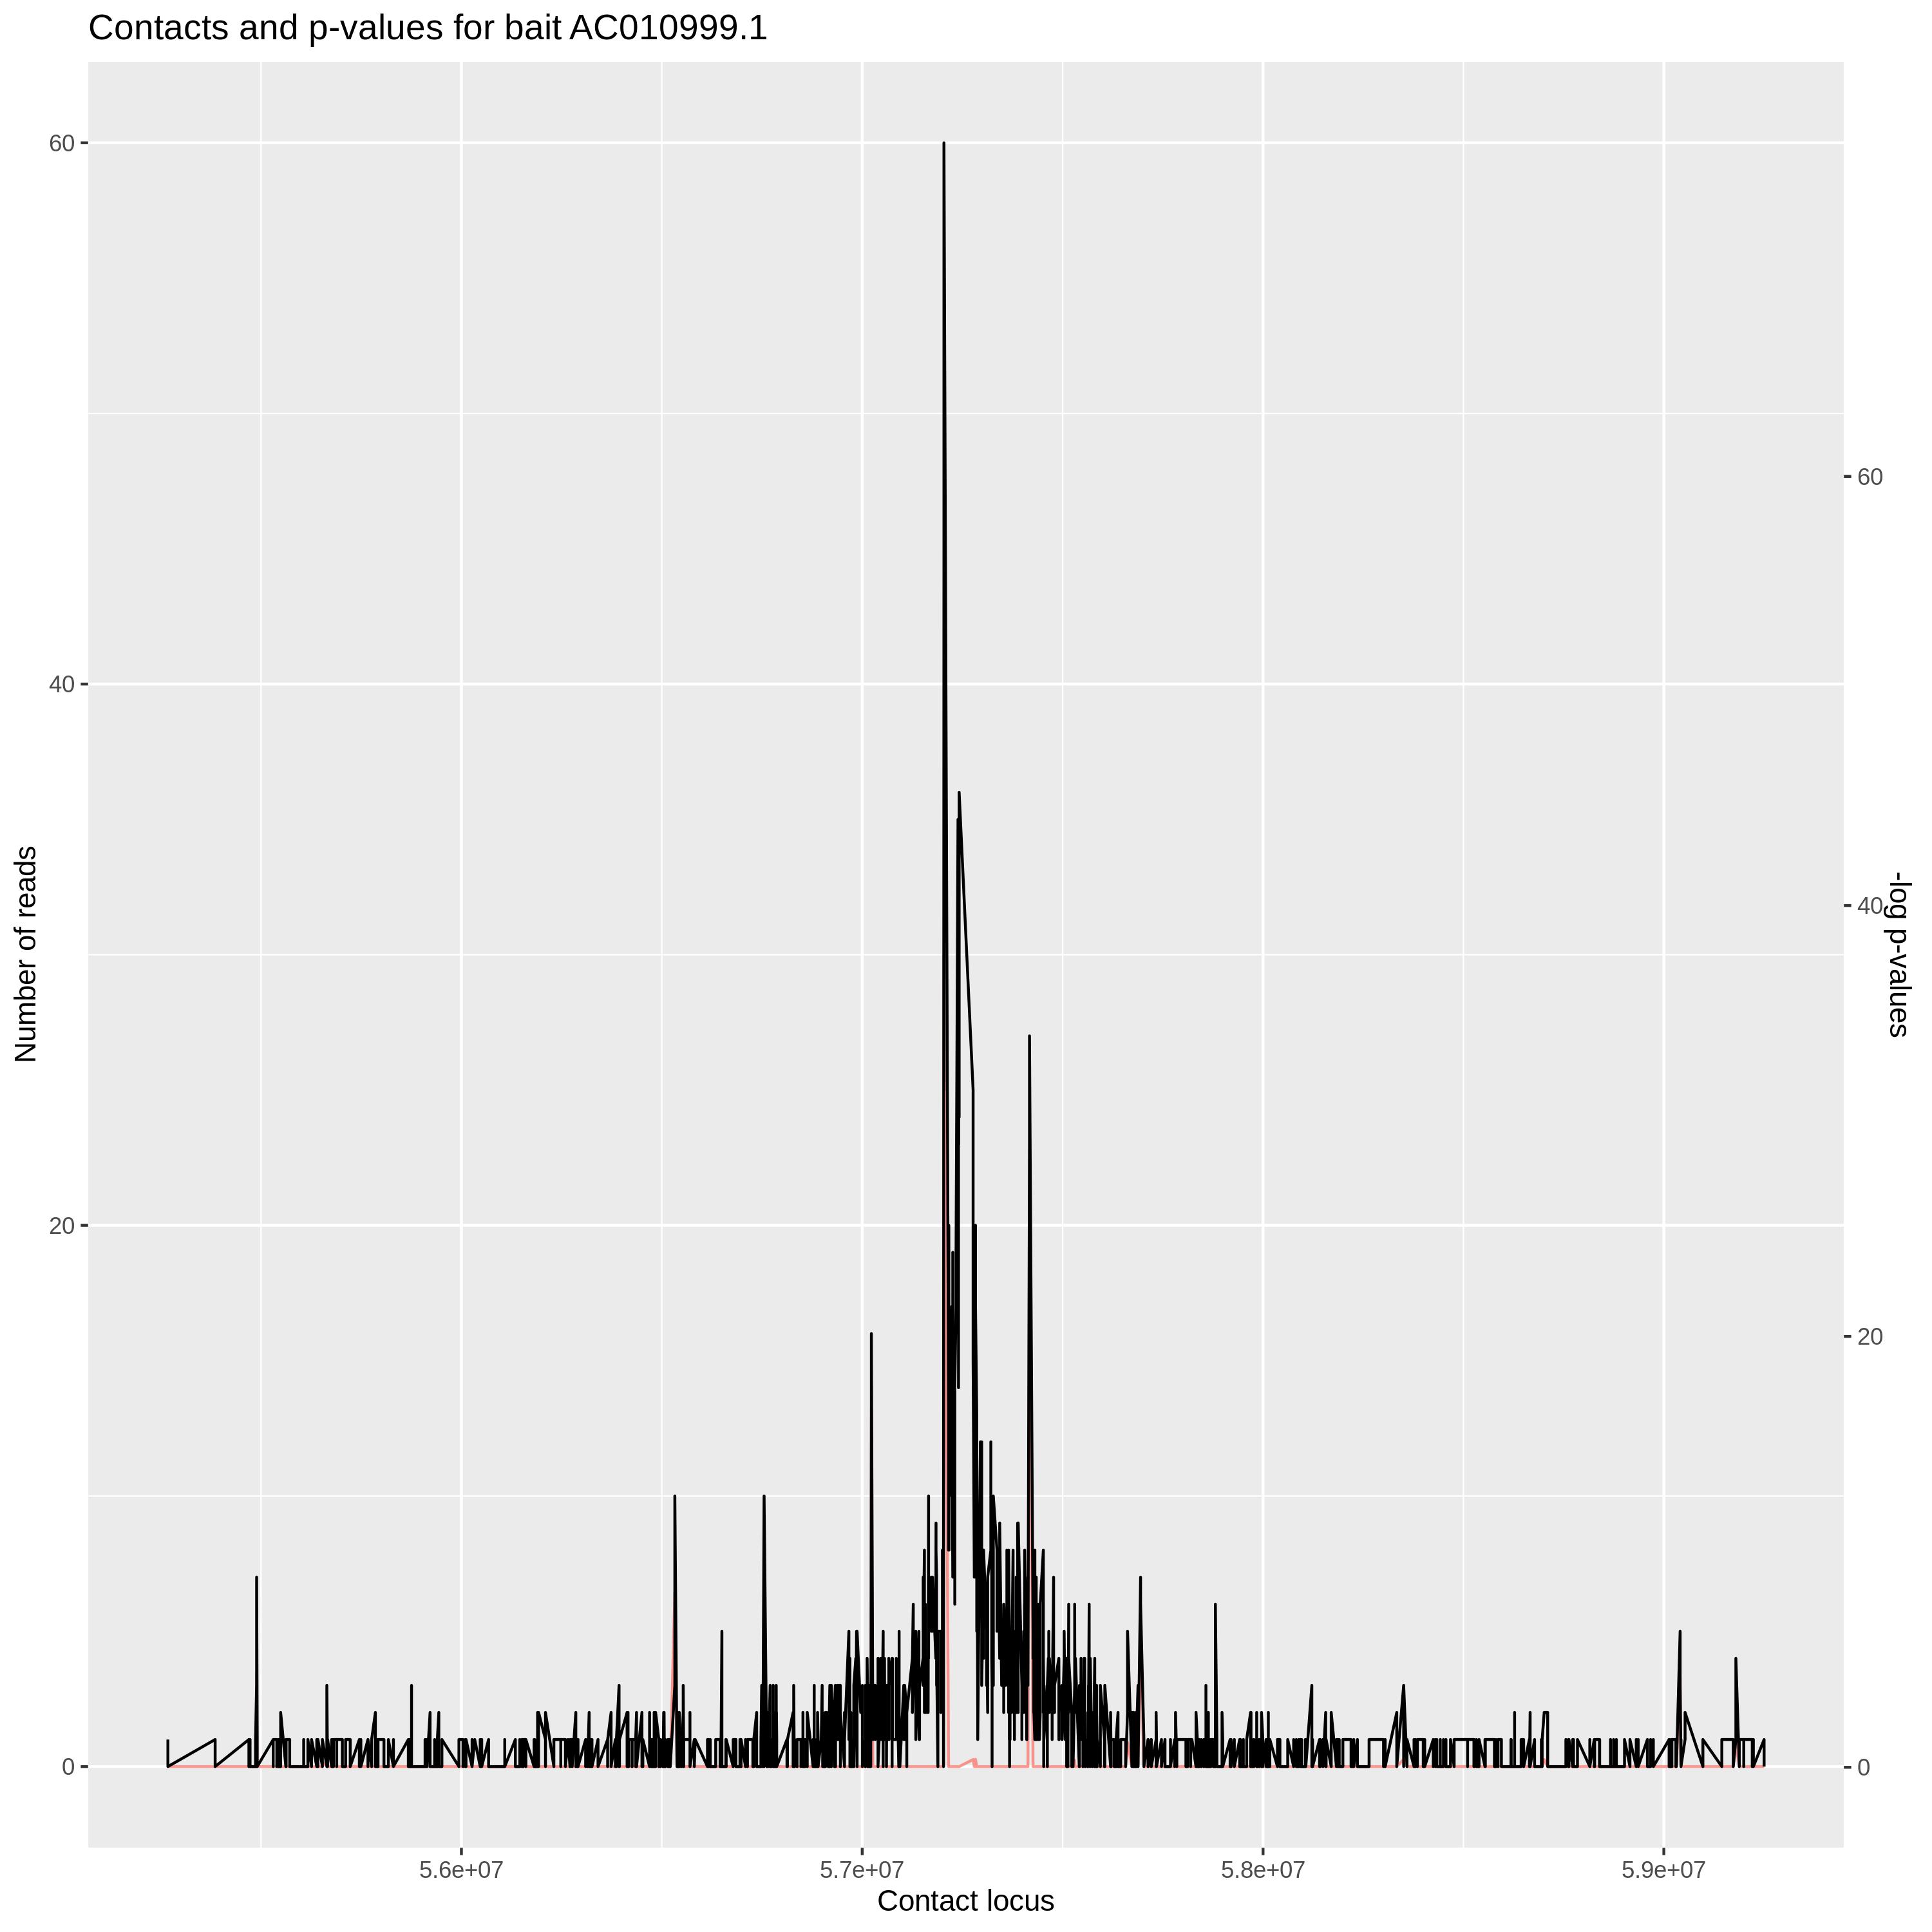 Contacts and p-values for bait AC010999.1
60
40
20
0
Number of reads
60
40
20
0
-log p-values
5.6e+07
5.7e+07
5.8e+07
5.9e+07
Contact locus